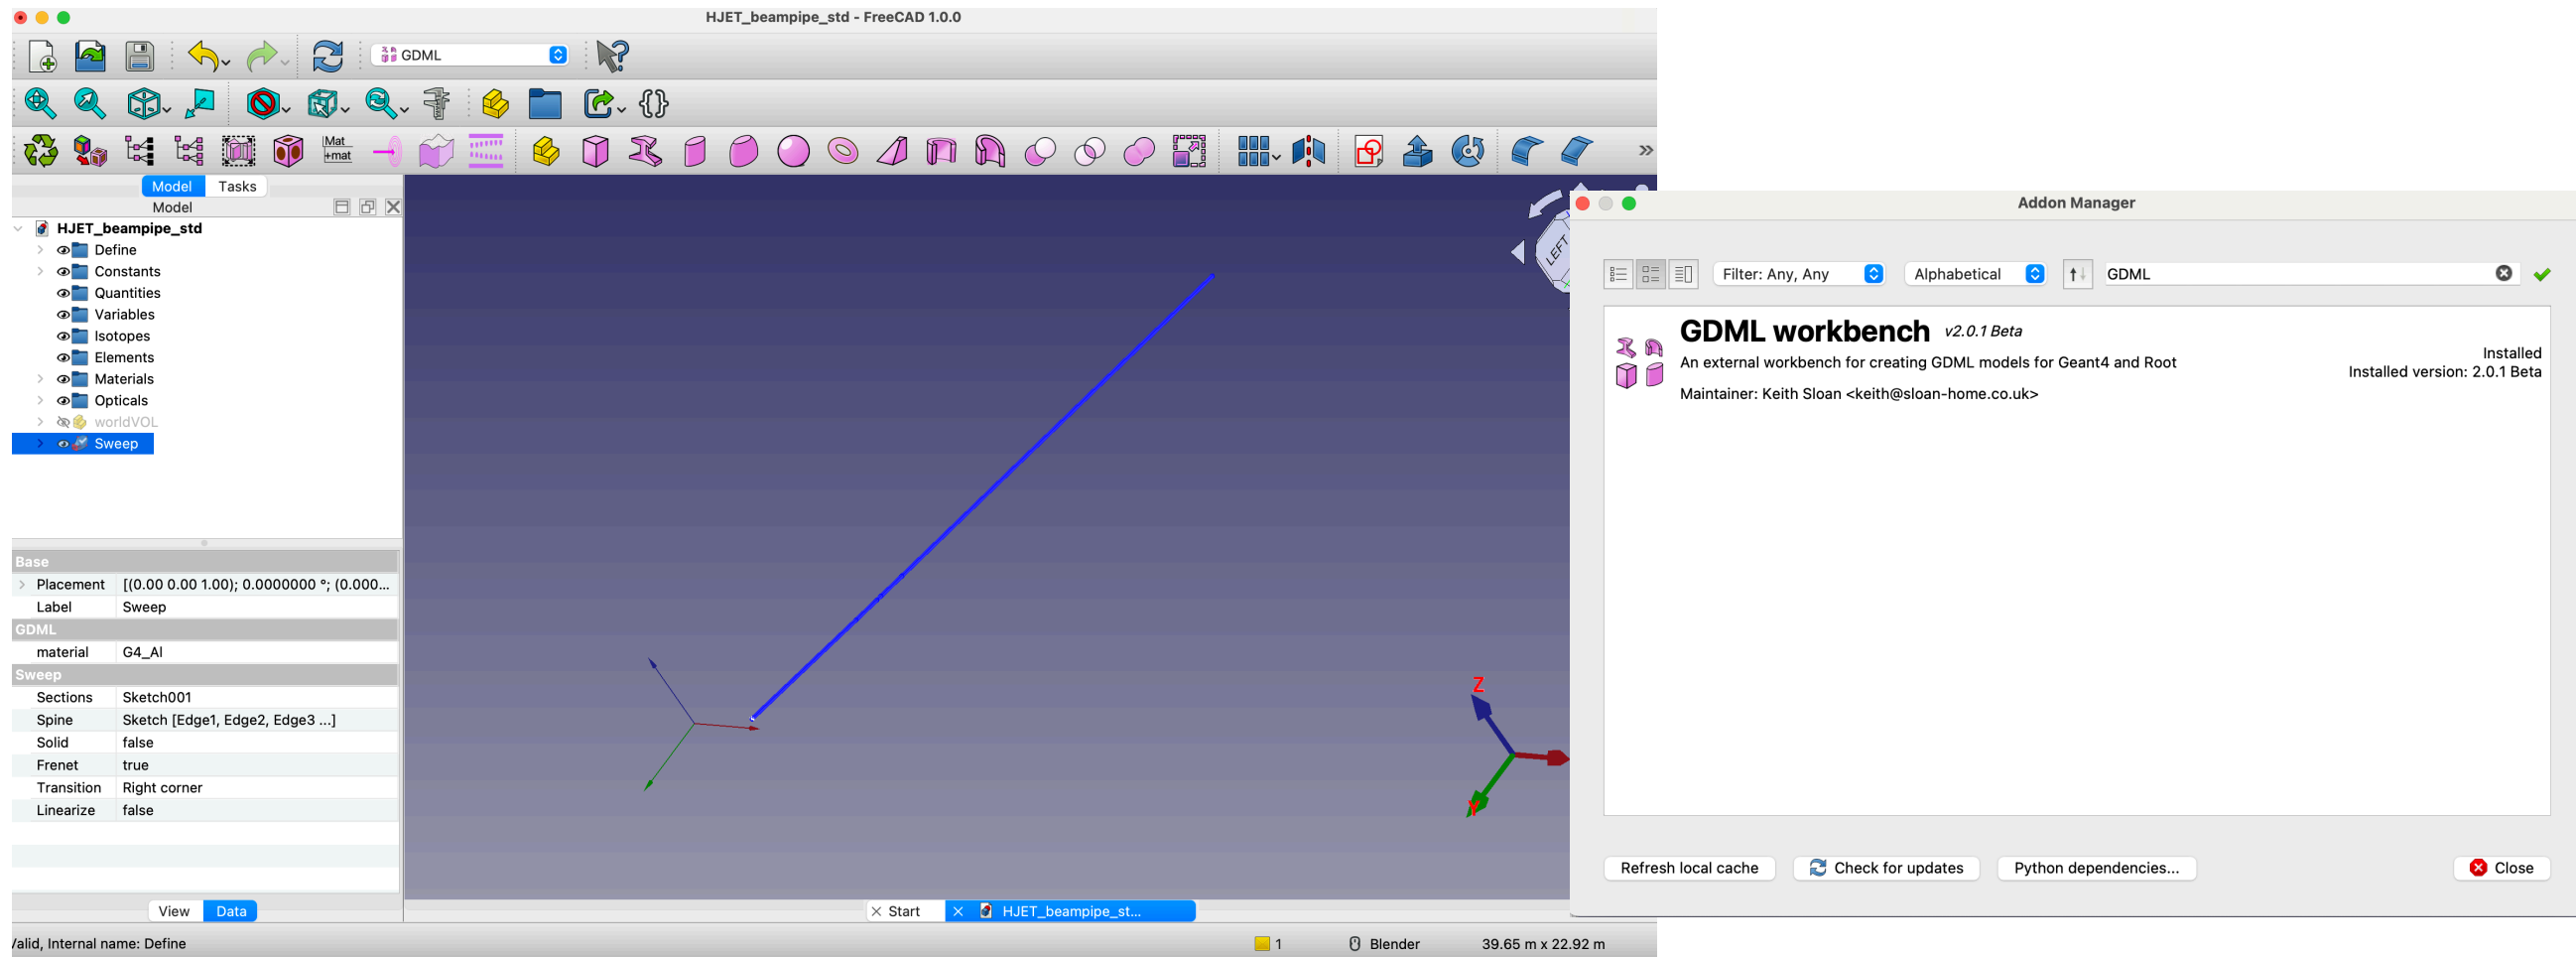 HJET_beampipe_std - FreeCAD 1.0.0
GDML
Mat
+mat
Model Tasks
Model
HJET_beampipe_std
Define
Constants
Quantities
Variables
Isotopes
Elements
Materials
Opticals
worldVOL
Sweep
Base
Placement [(0.00 0.00 1.00); 0.0000000 °; (0.000...
Label Sweep
GDML
material G4_Al
Sweep
Sections Sketch001
Spine Sketch [Edge1, Edge2, Edge3 ...]
Solid false
Frenet true
Transition Right corner
Linearize false
View Data
LEFT
Z
Y
Start HJET_beampipe_st...
Valid, Internal name: Define
1 Blender 39.65 m x 22.92 m
Addon Manager
Filter: Any, Any Alphabetical GDML
GDML workbench v2.0.1 Beta
An external workbench for creating GDML models for Geant4 and Root
Maintainer: Keith Sloan <keith@sloan-home.co.uk>
Installed
Installed version: 2.0.1 Beta
Refresh local cache Check for updates Python dependencies... Close